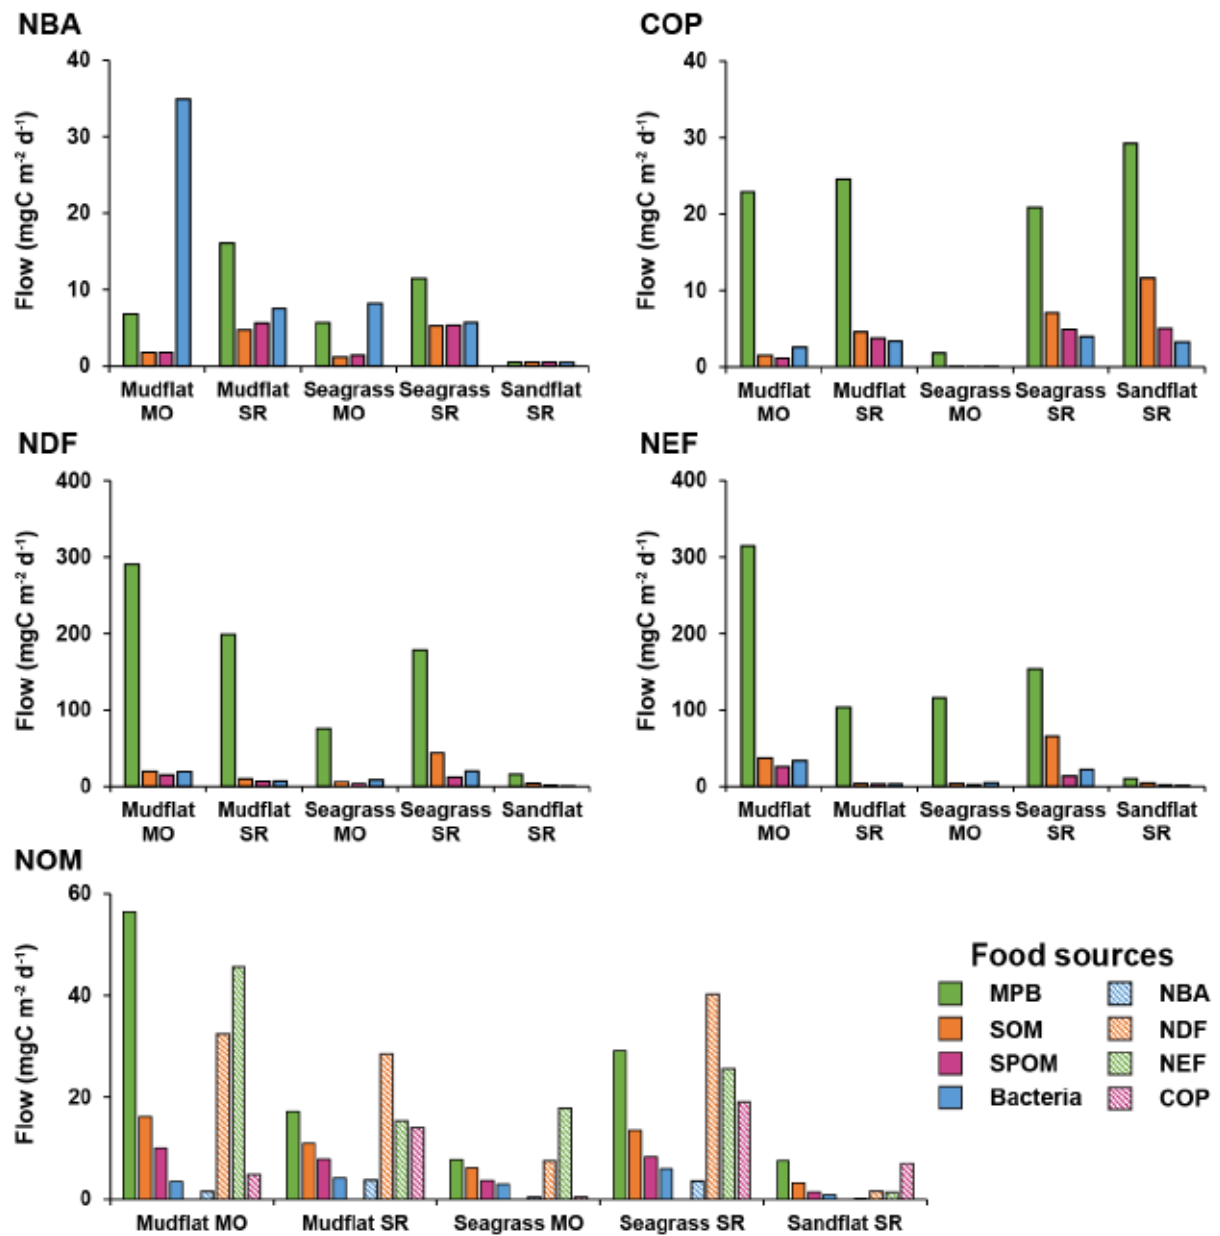 NBA
40
30
20
10
0
Flow (mgC m⁻² d⁻¹)
Mudflat MO
Mudflat SR
Seagrass MO
Seagrass SR
Sandflat SR
COP
40
30
20
10
0
Flow (mgC m⁻² d⁻¹)
Mudflat MO
Mudflat SR
Seagrass MO
Seagrass SR
Sandflat SR
NDF
400
300
200
100
0
Flow (mgC m⁻² d⁻¹)
Mudflat MO
Mudflat SR
Seagrass MO
Seagrass SR
Sandflat SR
NEF
400
300
200
100
0
Flow (mgC m⁻² d⁻¹)
Mudflat MO
Mudflat SR
Seagrass MO
Seagrass SR
Sandflat SR
NOM
60
40
20
0
Flow (mgC m⁻² d⁻¹)
Mudflat MO
Mudflat SR
Seagrass MO
Seagrass SR
Sandflat SR
Food sources
MPB
SOM
SPOM
Bacteria
NBA
NDF
NEF
COP